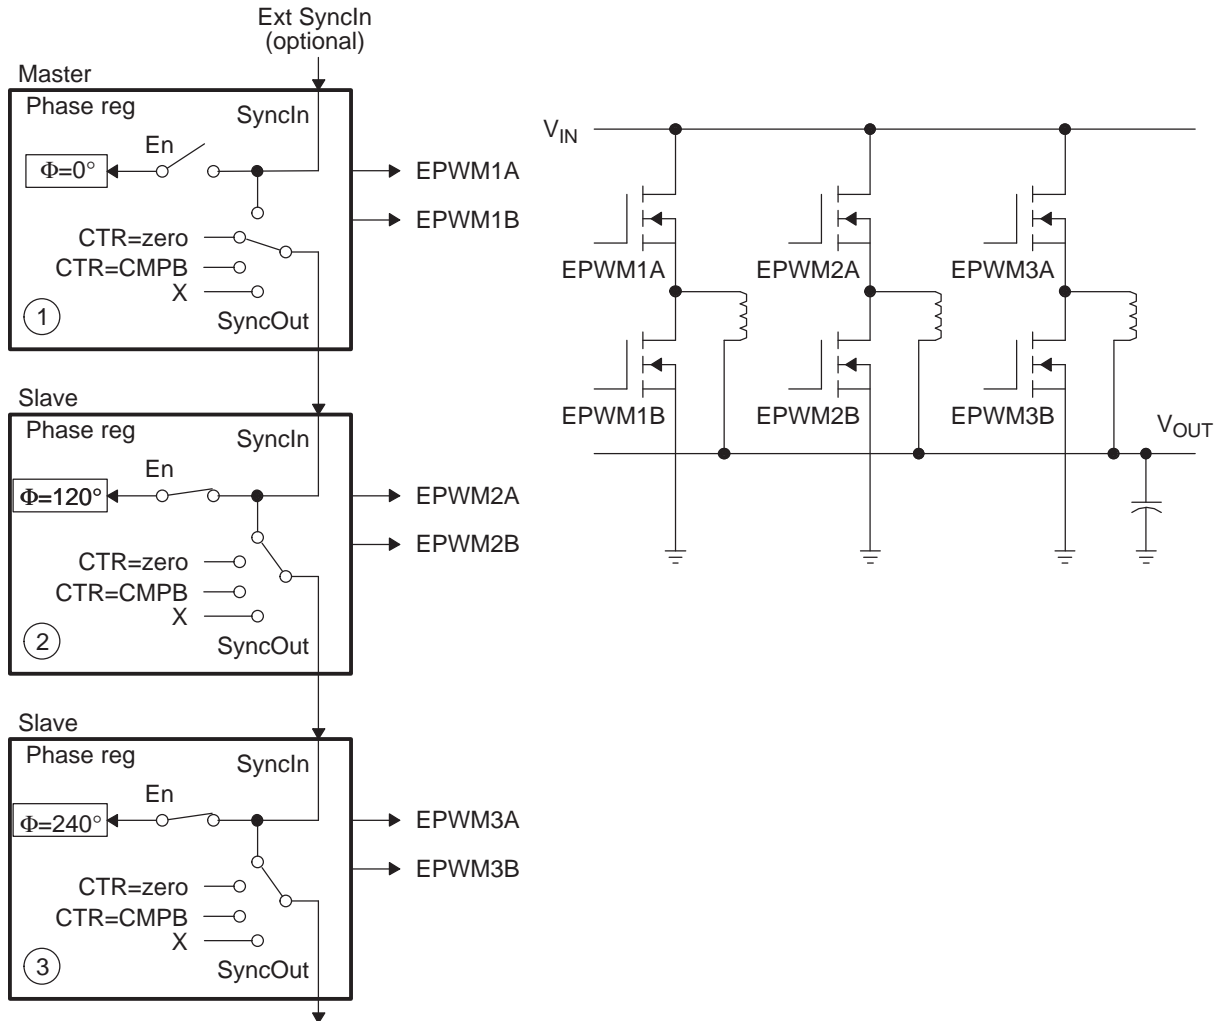 Ext SyncIn
(optional)
Master
Phase reg
SyncIn
En
Φ=0°
EPWM1A
EPWM1B
CTR=zero
CTR=CMPB
X
1
SyncOut
Slave
Phase reg
SyncIn
En
Φ=120°
EPWM2A
EPWM2B
CTR=zero
CTR=CMPB
X
2
SyncOut
Slave
Phase reg
SyncIn
En
Φ=240°
EPWM3A
EPWM3B
CTR=zero
CTR=CMPB
X
3
SyncOut
VIN
EPWM1A
EPWM2A
EPWM3A
EPWM1B
EPWM2B
EPWM3B
VOUT